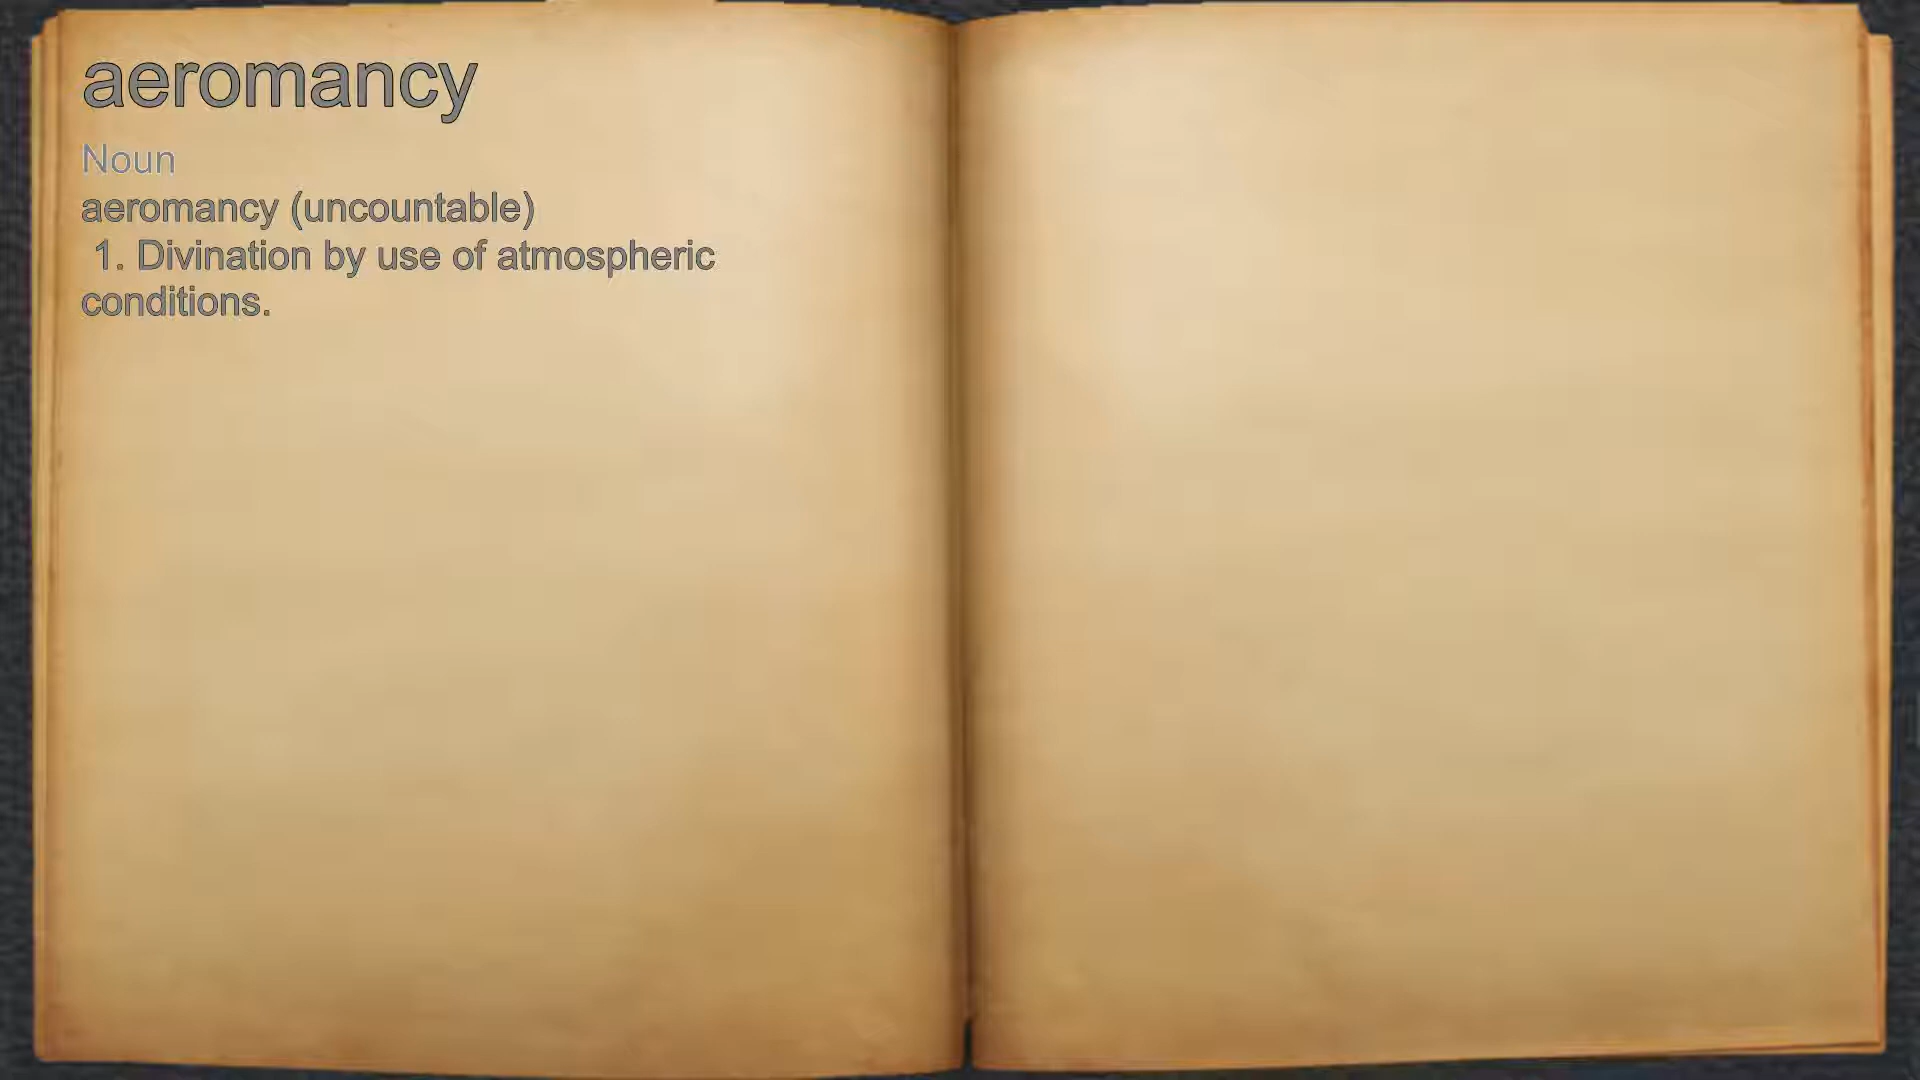 aeromancy
Noun
aeromancy (uncountable)
1. Divination by use of atmospheric
conditions.